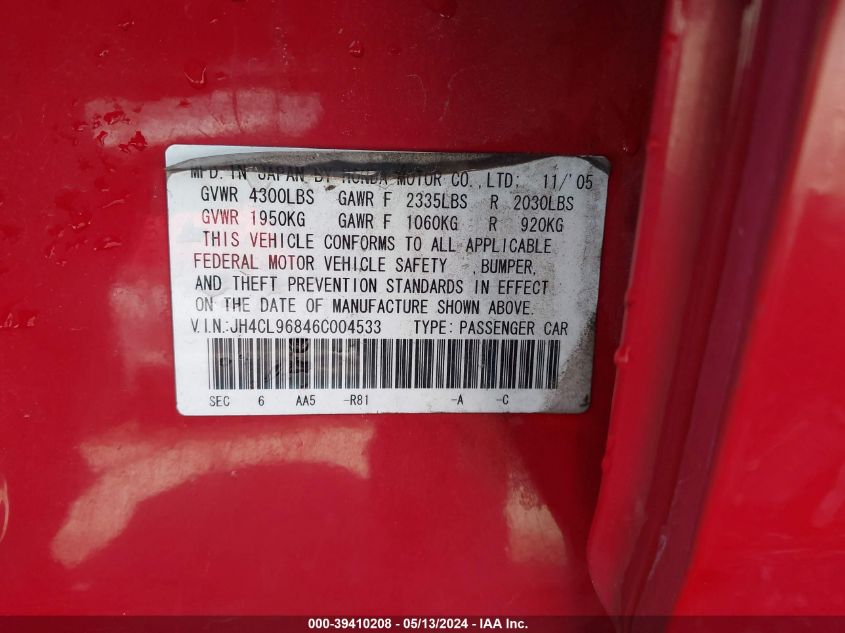 MFD. IN JAPAN BY HONDA MOTOR CO.,LTD. 11/'05
GVWR 4300LBS GAWR F 2335LBS R 2030LBS
GVWR 1950KG GAWR F 1060KG R 920KG
THIS VEHICLE CONFORMS TO ALL APPLICABLE
FEDERAL MOTOR VEHICLE SAFETY ,BUMPER,
AND THEFT PREVENTION STANDARDS IN EFFECT
ON THE DATE OF MANUFACTURE SHOWN ABOVE.
V.I.N.:JH4CL96846C004533 TYPE: PASSENGER CAR
SEC 6 AA5 -R81 -A -C
000-39410208 - 05/13/2024 - IAA Inc.